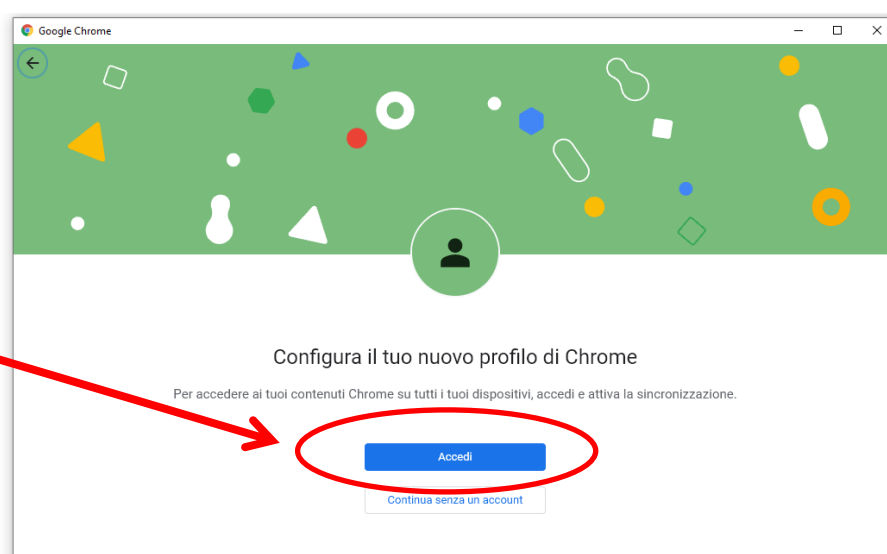 Google Chrome
Configura il tuo nuovo profilo di Chrome
Per accedere ai tuoi contenuti Chrome su tutti i tuoi dispositivi, accedi e attiva la sincronizzazione.
Accedi
Continua senza un account